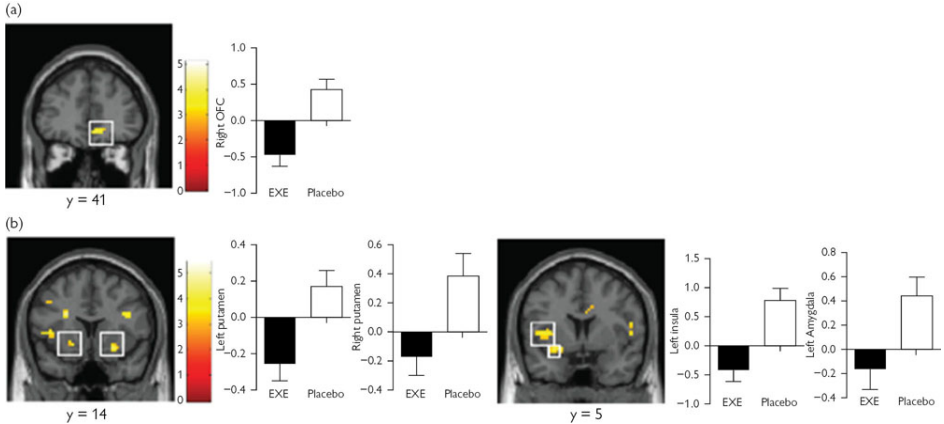 (a)
5
4
3
2
1
0
y = 41
Right OFC
1.0
0.5
0.0
−0.5
−1.0
EXE Placebo
(b)
5
4
3
2
1
0
y = 14
Left putamen
0.4
0.2
0.0
−0.2
−0.4
EXE Placebo
Right putamen
0.6
0.4
0.2
0.0
−0.2
−0.4
EXE Placebo
y = 5
Left insula
1.5
1.0
0.5
0.0
−0.5
−1.0
EXE Placebo
Left Amygdala
0.8
0.6
0.4
0.2
0.0
−0.2
−0.4
EXE Placebo